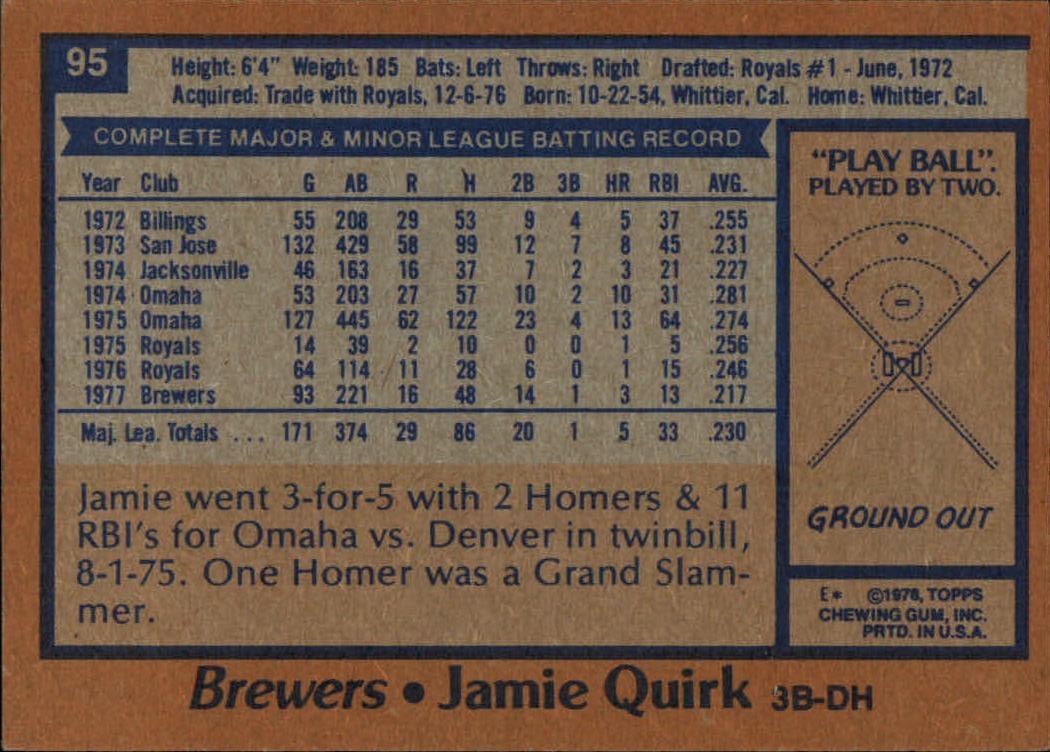 95
Height: 6'4" Weight: 185 Bats: Left Throws: Right Drafted: Royals #1 - June, 1972
Acquired: Trade with Royals, 12-6-76 Born: 10-22-54, Whittier, Cal. Home: Whittier, Cal.
COMPLETE MAJOR & MINOR LEAGUE BATTING RECORD
Year Club G AB R H 2B 3B HR RBI AVG.
1972 Billings 55 208 29 53 9 4 5 37 .255
1973 San Jose 132 429 58 99 12 7 8 45 .231
1974 Jacksonville 46 163 16 37 7 2 3 21 .227
1974 Omaha 53 203 27 57 10 2 10 31 .281
1975 Omaha 127 445 62 122 23 4 13 64 .274
1975 Royals 14 39 2 10 0 0 1 5 .256
1976 Royals 64 114 11 28 6 0 1 15 .246
1977 Brewers 93 221 16 48 14 1 3 13 .217
Maj. Lea. Totals ... 171 374 29 86 20 1 5 33 .230
Jamie went 3-for-5 with 2 Homers & 11
RBI's for Omaha vs. Denver in twinbill,
8-1-75. One Homer was a Grand Slam-
mer.
"PLAY BALL".
PLAYED BY TWO.
GROUND OUT
E* ©1978, TOPPS
CHEWING GUM, INC.
PRTD. IN U.S.A.
Brewers • Jamie Quirk 3B-DH